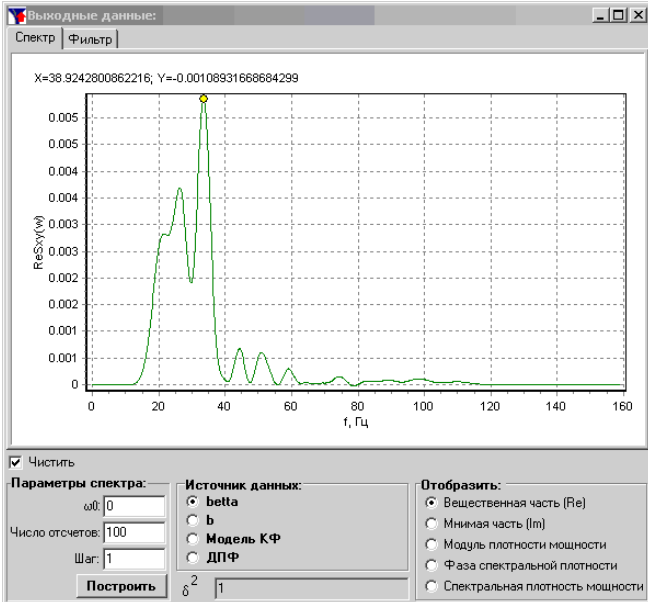 Выходные данные:
Спектр Фильтр
X=38.9242800862216; Y=-0.00108931668684299
0.005
0.005
0.004
0.004
0.003
0.003
0.002
0.002
0.001
0.001
0
ReSxy(w)
0 20 40 60 80 100 120 140 160
f, Гц
Чистить
Параметры спектра:
ω0: 0
Число отсчетов: 100
Шаг: 1
Построить
Источник данных:
betta
b
Модель КФ
ДПФ
δ2 1
Отобразить:
Вещественная часть (Re)
Мнимая часть (Im)
Модуль плотности мощности
Фаза спектральной плотности
Спектральная плотность мощности